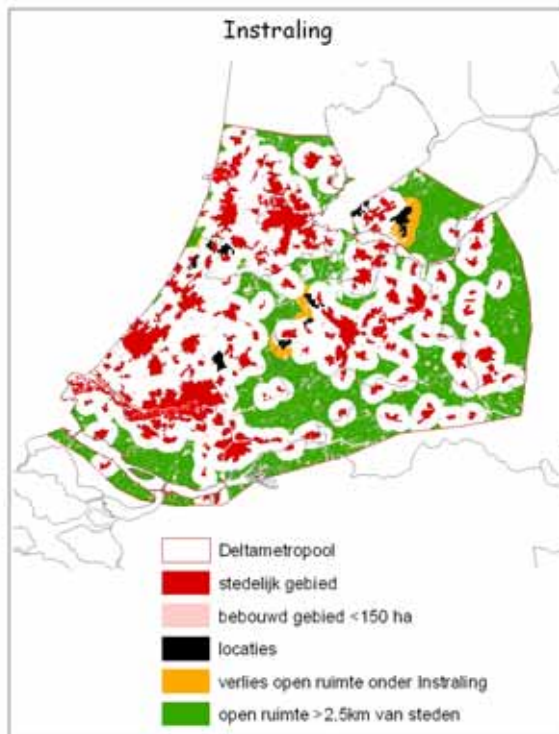 Instraling
Deltametropool
stedelijk gebied
bebouwd gebied <150 ha
locaties
verlies open ruimte onder Instraling
open ruimte >2,5km van steden